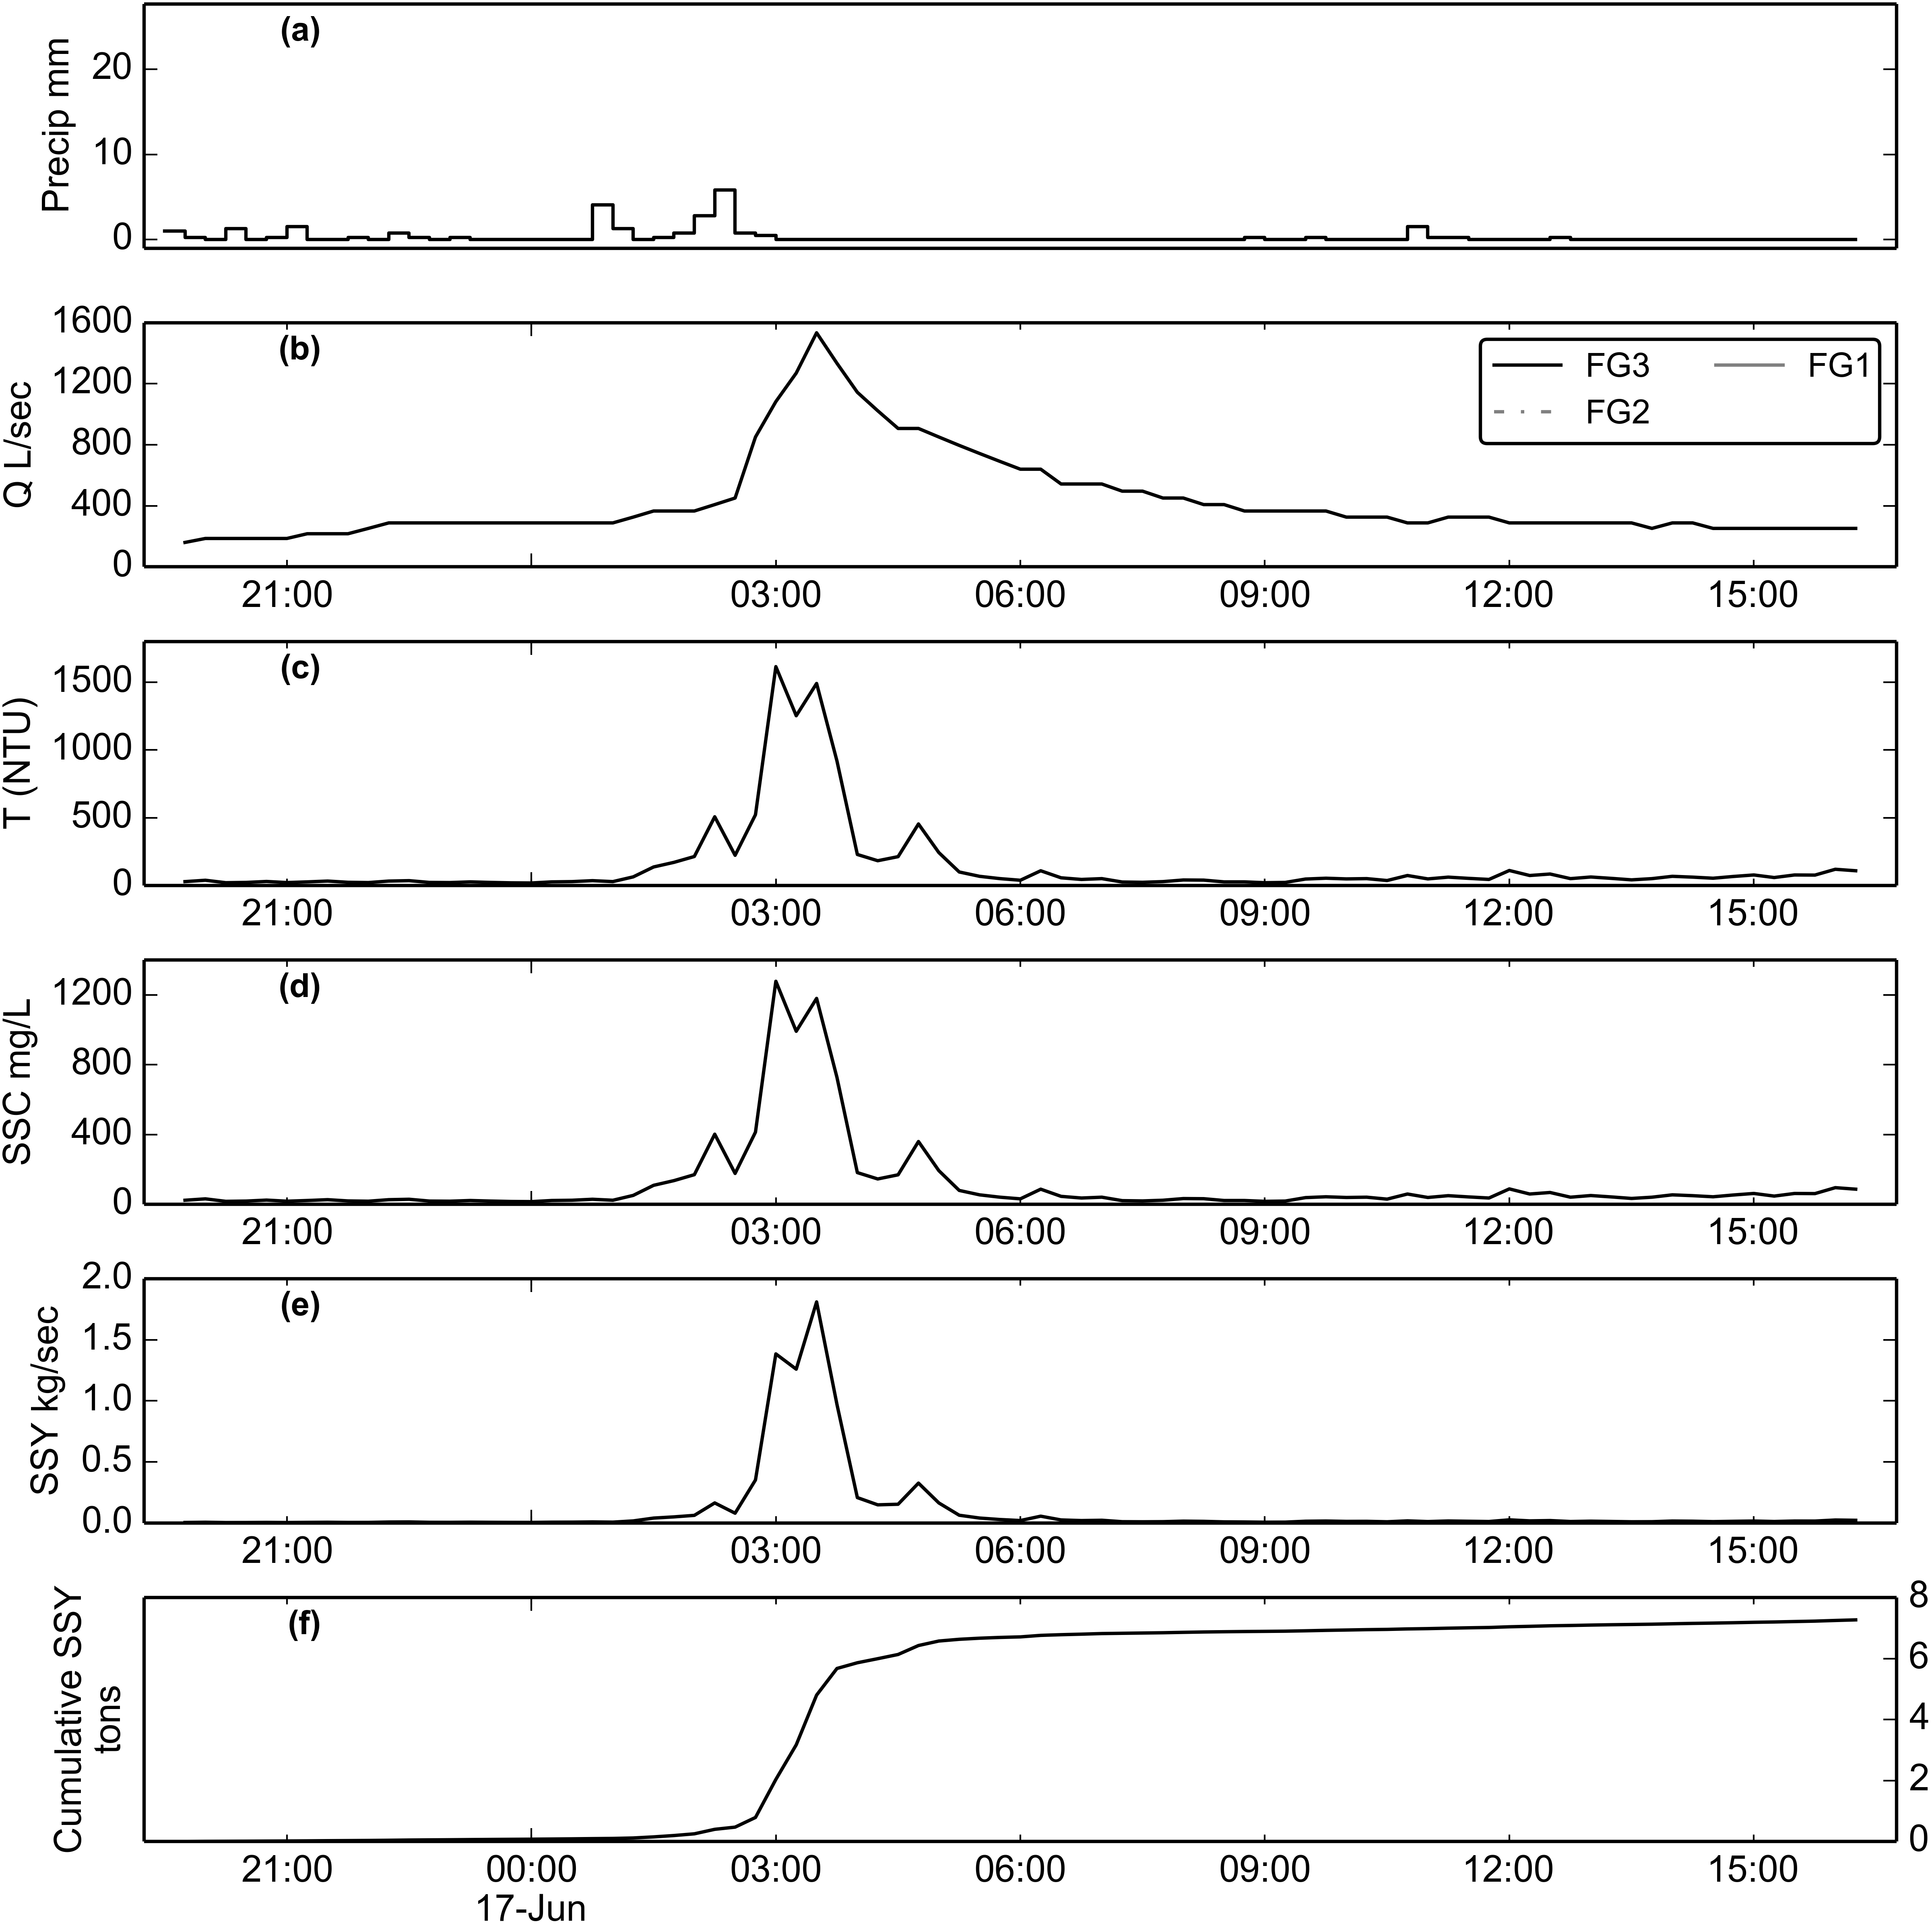 (a)
Precip mm
20
10
0
(b)
Q L/sec
1600
1200
800
400
0
FG3 FG1
FG2
21:00 03:00 06:00 09:00 12:00 15:00
(c)
T (NTU)
1500
1000
500
0
21:00 03:00 06:00 09:00 12:00 15:00
(d)
SSC mg/L
1200
800
400
0
21:00 03:00 06:00 09:00 12:00 15:00
(e)
SSY kg/sec
2.0
1.5
1.0
0.5
0.0
21:00 03:00 06:00 09:00 12:00 15:00
(f)
Cumulative SSY
tons
8
6
4
2
0
21:00 00:00 03:00 06:00 09:00 12:00 15:00
17-Jun